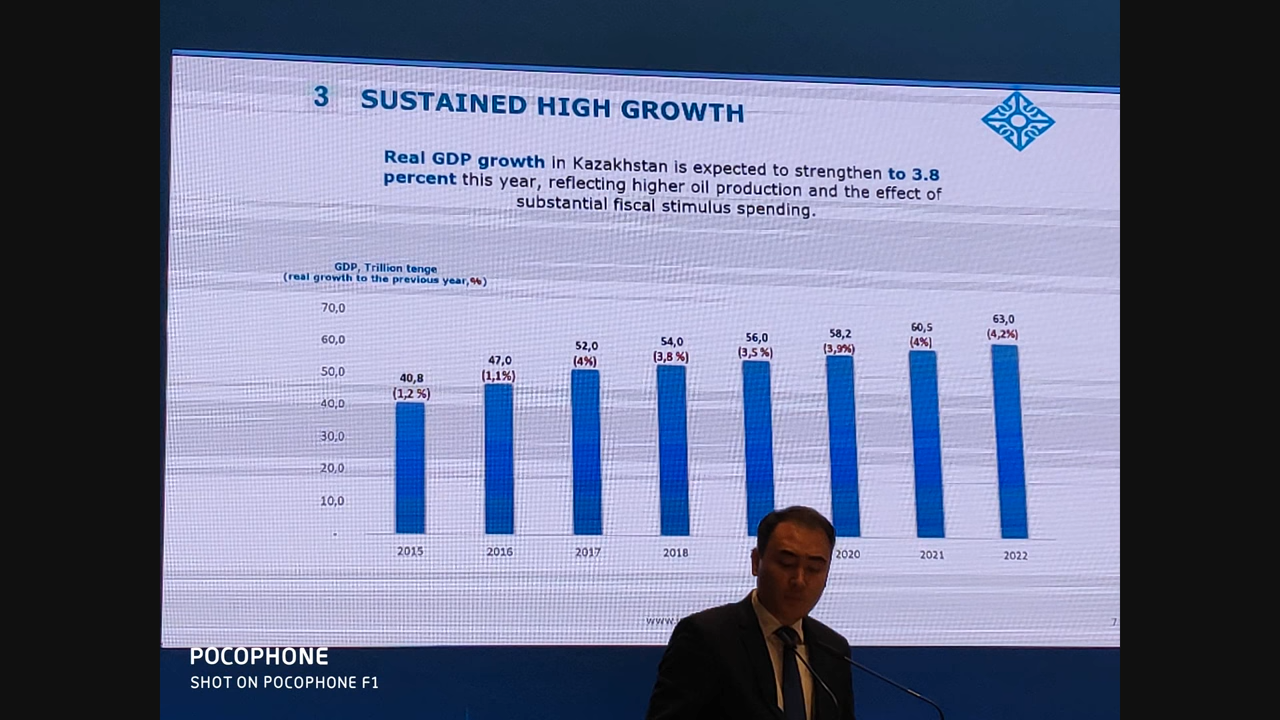 3 SUSTAINED HIGH GROWTH
Real GDP growth in Kazakhstan is expected to strengthen to 3.8
percent this year, reflecting higher oil production and the effect of
substantial fiscal stimulus spending.
GDP, Trillion tenge
(real growth to the previous year,%)
70,0
60,0
50,0
40,0
30,0
20,0
10,0
-
40,8
(1,2 %)
47,0
(1,1%)
52,0
(4%)
54,0
(3,8 %)
56,0
(3,5 %)
58,2
(3,9%)
60,5
(4%)
63,0
(4,2%)
2015 2016 2017 2018 2020 2021 2022
7
POCOPHONE
SHOT ON POCOPHONE F1